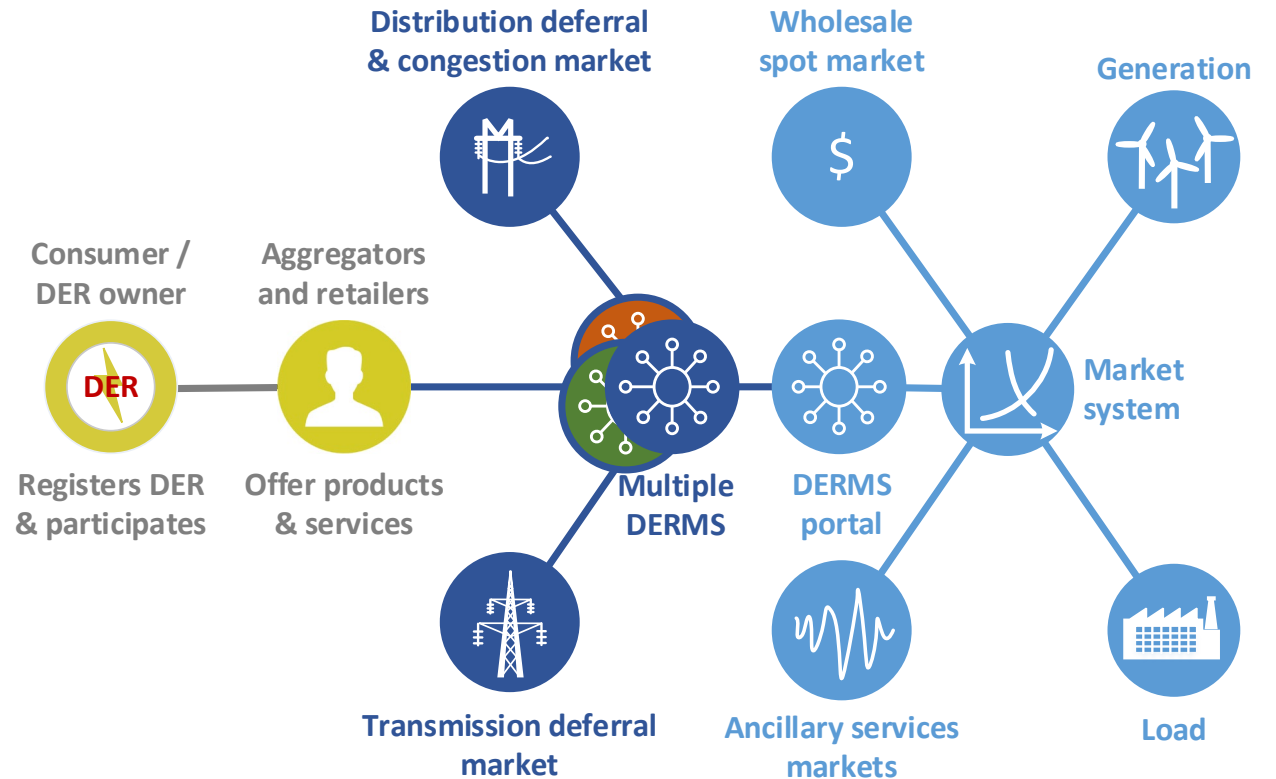 Distribution deferral
& congestion market
Wholesale
spot market
Generation
$
Consumer /
DER owner
Aggregators
and retailers
DER
Market
system
Registers DER
& participates
Offer products
& services
Multiple
DERMS
DERMS
portal
Transmission deferral
market
Ancillary services
markets
Load